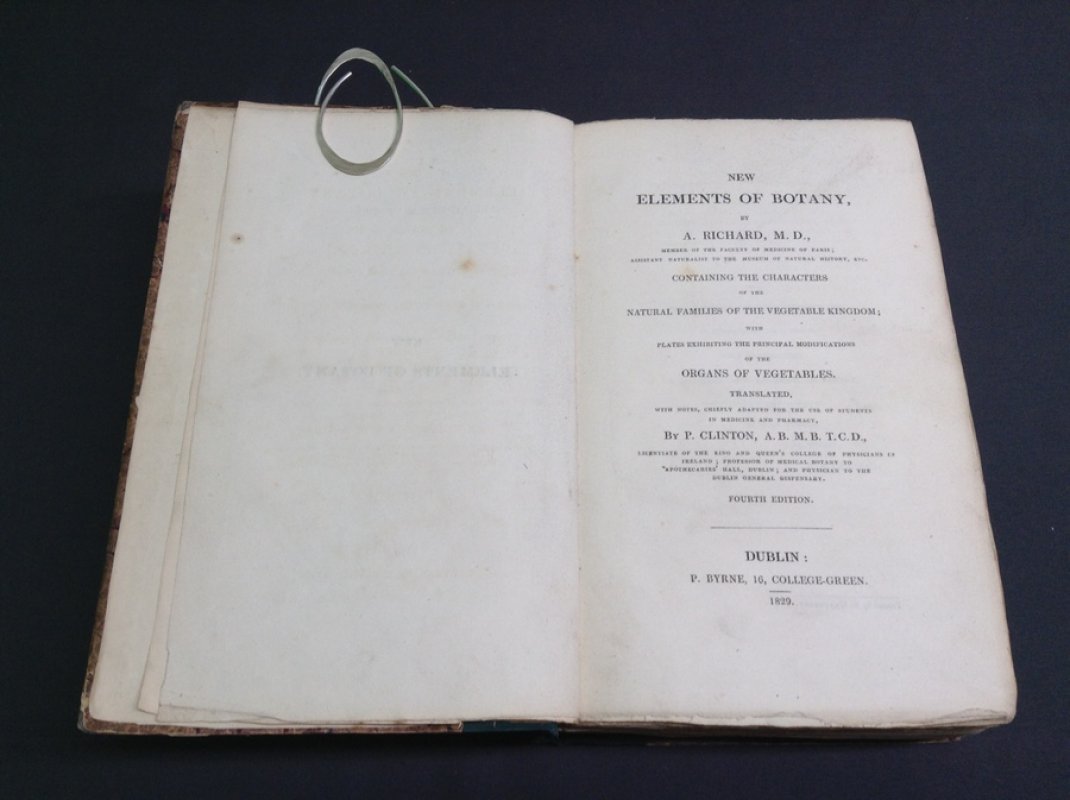 NEW
ELEMENTS OF BOTANY,
BY
A. RICHARD, M. D.,
MEMBER OF THE FACULTY OF MEDICINE OF PARIS;
ASSISTANT NATURALIST TO THE MUSEUM OF NATURAL HISTORY, ETC.
CONTAINING THE CHARACTERS
OF THE
NATURAL FAMILIES OF THE VEGETABLE KINGDOM;
WITH
PLATES EXHIBITING THE PRINCIPAL MODIFICATIONS
OF THE
ORGANS OF VEGETABLES.
TRANSLATED,
WITH NOTES, CHIEFLY ADAPTED FOR THE USE OF STUDENTS
IN MEDICINE AND PHARMACY,
BY P. CLINTON, A. B. M. B. T. C. D.,
LICENTIATE OF THE KING AND QUEEN'S COLLEGE OF PHYSICIANS IN
IRELAND; PROFESSOR OF MEDICAL BOTANY TO
APOTHECARIES' HALL, DUBLIN; AND PHYSICIAN TO THE
DUBLIN GENERAL DISPENSARY.
FOURTH EDITION.
DUBLIN:
P. BYRNE, 16, COLLEGE-GREEN.
1829.